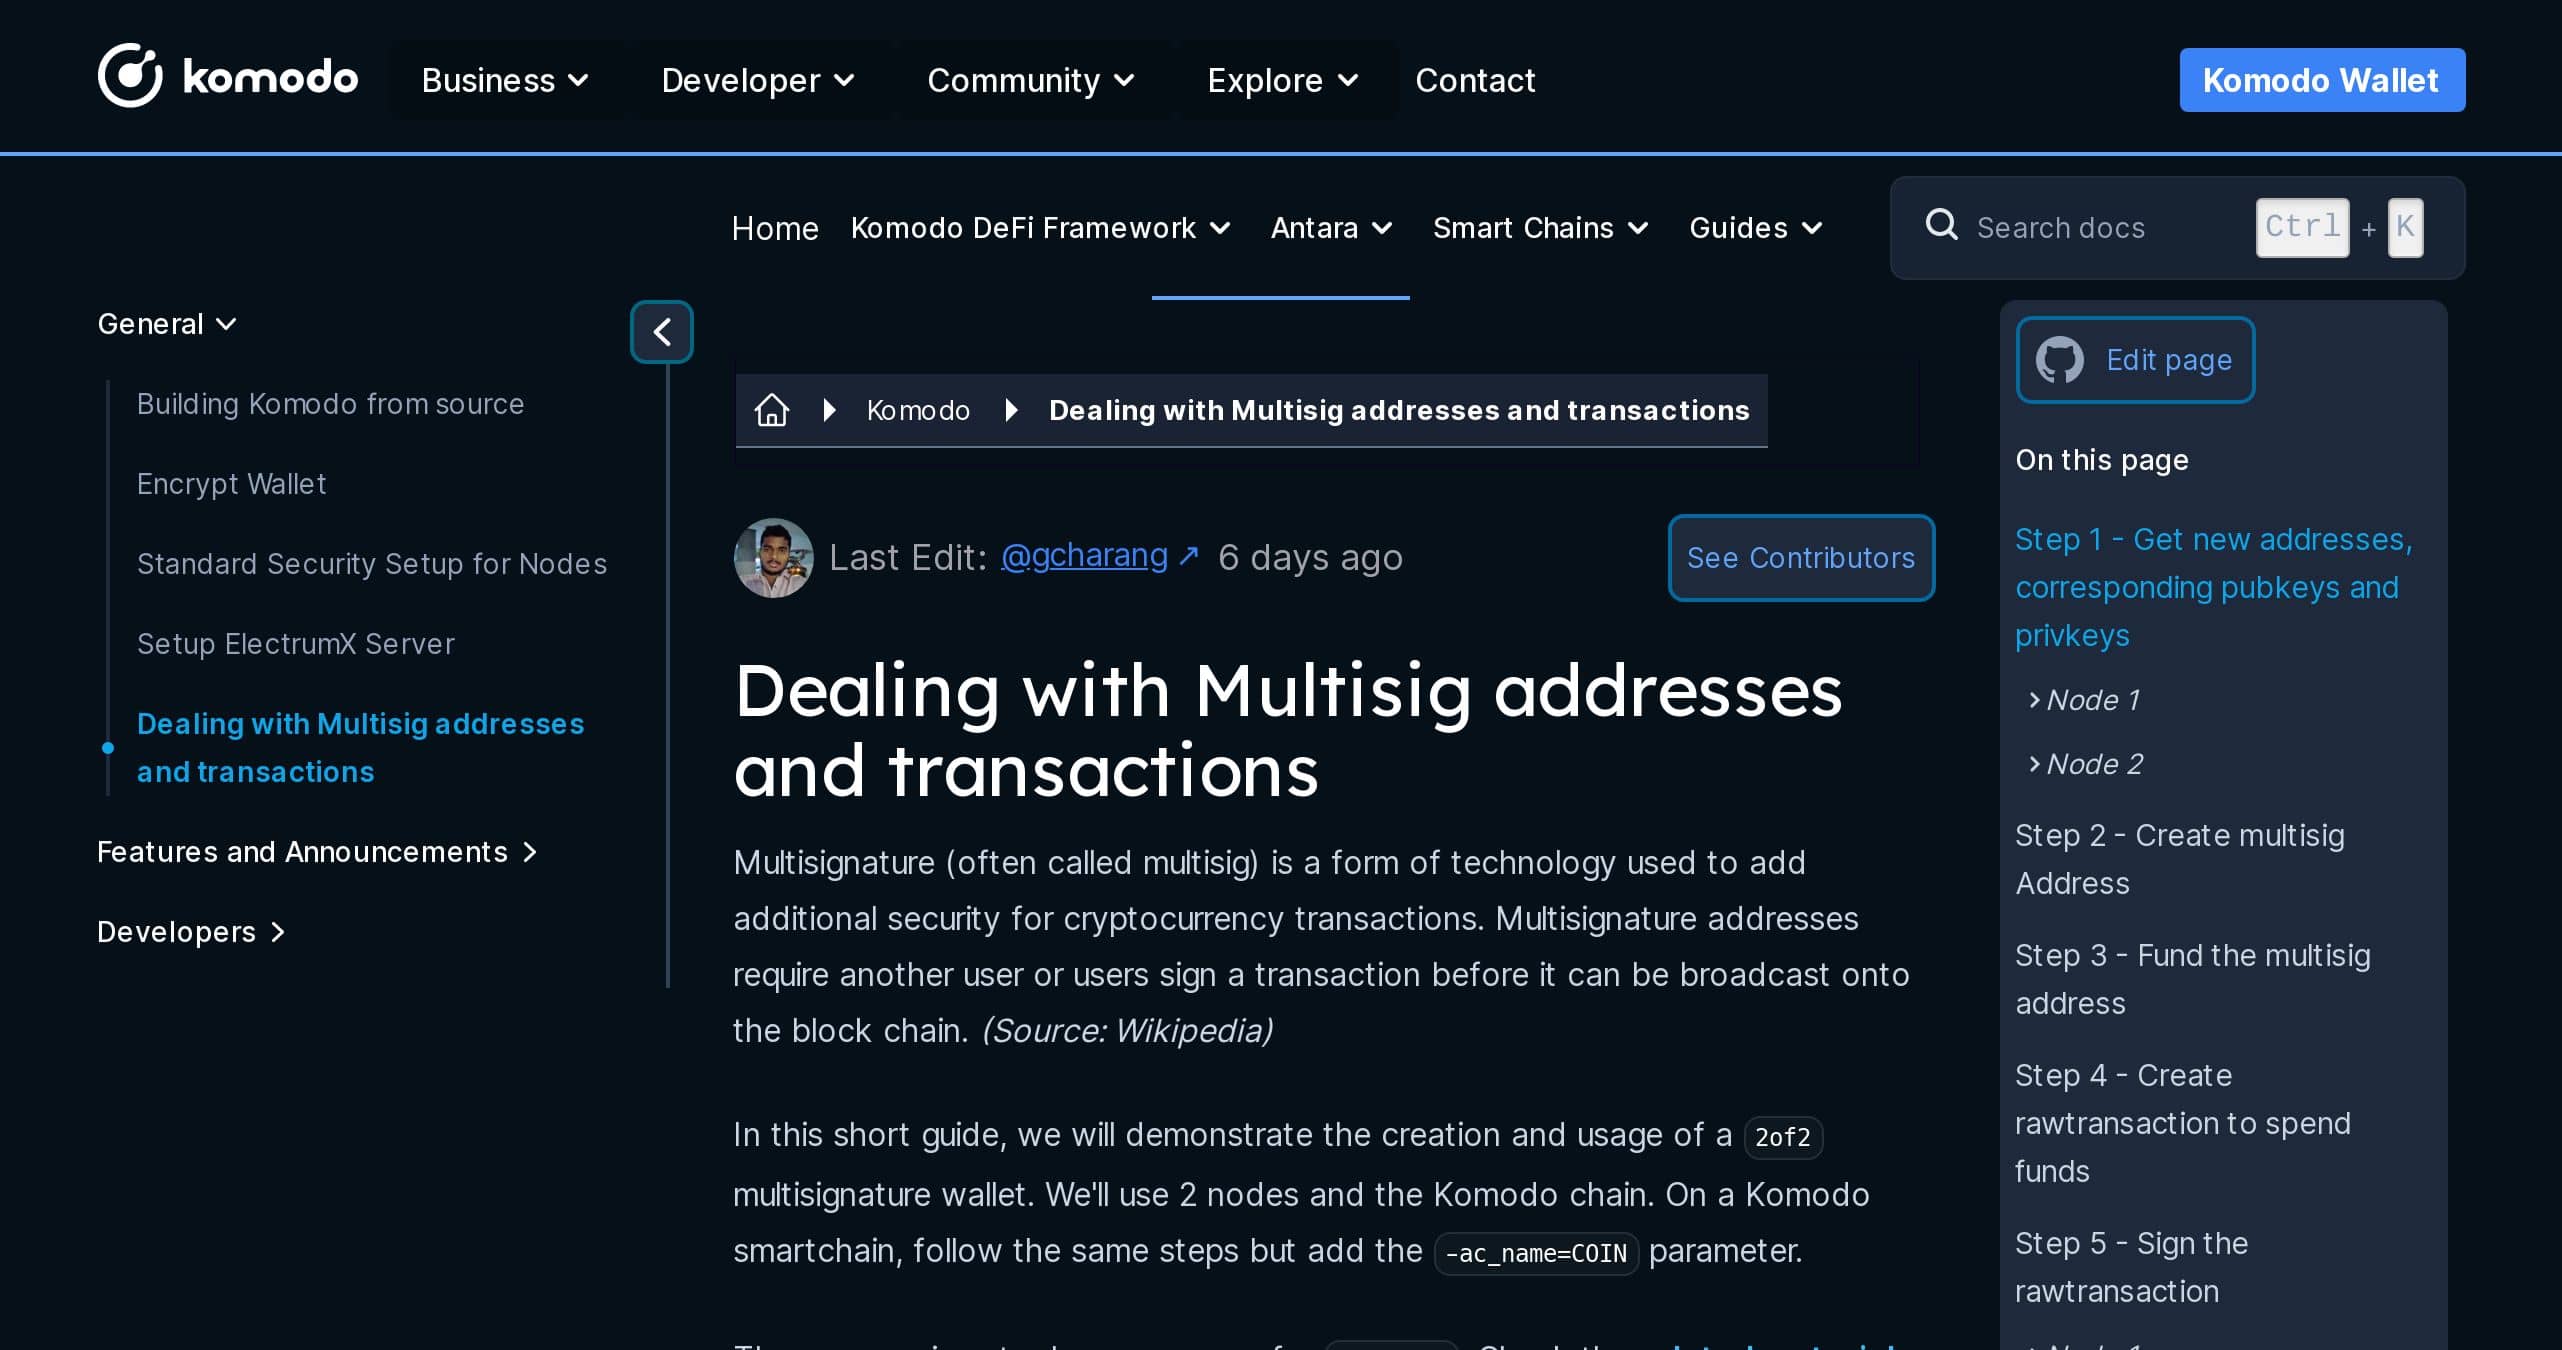 komodo
Business
Developer
Community
Explore
Contact
Komodo Wallet
Home
Komodo DeFi Framework
Antara
Smart Chains
Guides
Search docs
Ctrl + K
General
Building Komodo from source
Encrypt Wallet
Standard Security Setup for Nodes
Setup ElectrumX Server
Dealing with Multisig addresses
and transactions
Features and Announcements
Developers
Komodo
Dealing with Multisig addresses and transactions
Last Edit: @gcharang ↗ 6 days ago
See Contributors
Dealing with Multisig addresses
and transactions
Multisignature (often called multisig) is a form of technology used to add
additional security for cryptocurrency transactions. Multisignature addresses
require another user or users sign a transaction before it can be broadcast onto
the block chain. (Source: Wikipedia)
In this short guide, we will demonstrate the creation and usage of a 2of2
multisignature wallet. We'll use 2 nodes and the Komodo chain. On a Komodo
smartchain, follow the same steps but add the -ac_name=COIN parameter.
Edit page
On this page
Step 1 - Get new addresses,
corresponding pubkeys and
privkeys
Node 1
Node 2
Step 2 - Create multisig
Address
Step 3 - Fund the multisig
address
Step 4 - Create
rawtransaction to spend
funds
Step 5 - Sign the
rawtransaction